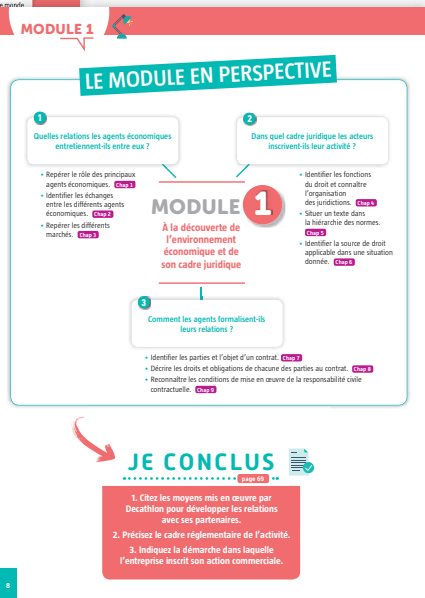 e monde
MODULE 1
LE MODULE EN PERSPECTIVE
1
Quelles relations les agents économiques
entretiennent-ils entre eux ?
• Repérer le rôle des principaux
agents économiques. Chap 1
• Identifier les échanges
entre les différents agents
économiques. Chap 2
• Repérer les différents
marchés. Chap 3
2
Dans quel cadre juridique les acteurs
inscrivent-ils leur activité ?
• Identifier les fonctions
du droit et connaître
l'organisation
des juridictions. Chap 4
• Situer un texte dans
la hiérarchie des normes.
Chap 5
• Identifier la source de droit
applicable dans une situation
donnée. Chap 6
MODULE 1
À la découverte de
l'environnement
économique et de
son cadre juridique
3
Comment les agents formalisent-ils
leurs relations ?
• Identifier les parties et l'objet d'un contrat. Chap 7
• Décrire les droits et obligations de chacune des parties au contrat. Chap 8
• Reconnaître les conditions de mise en œuvre de la responsabilité civile
contractuelle. Chap 9
JE CONCLUS
page 69
1. Citez les moyens mis en œuvre par
Decathlon pour développer les relations
avec ses partenaires.
2. Précisez le cadre réglementaire de l'activité.
3. Indiquez la démarche dans laquelle
l'entreprise inscrit son action commerciale.
8